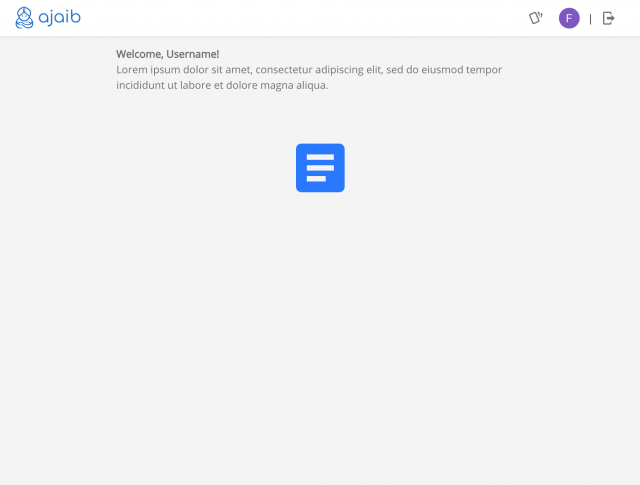 ajaib
F
Welcome, Username!
Lorem ipsum dolor sit amet, consectetur adipiscing elit, sed do eiusmod tempor
incididunt ut labore et dolore magna aliqua.